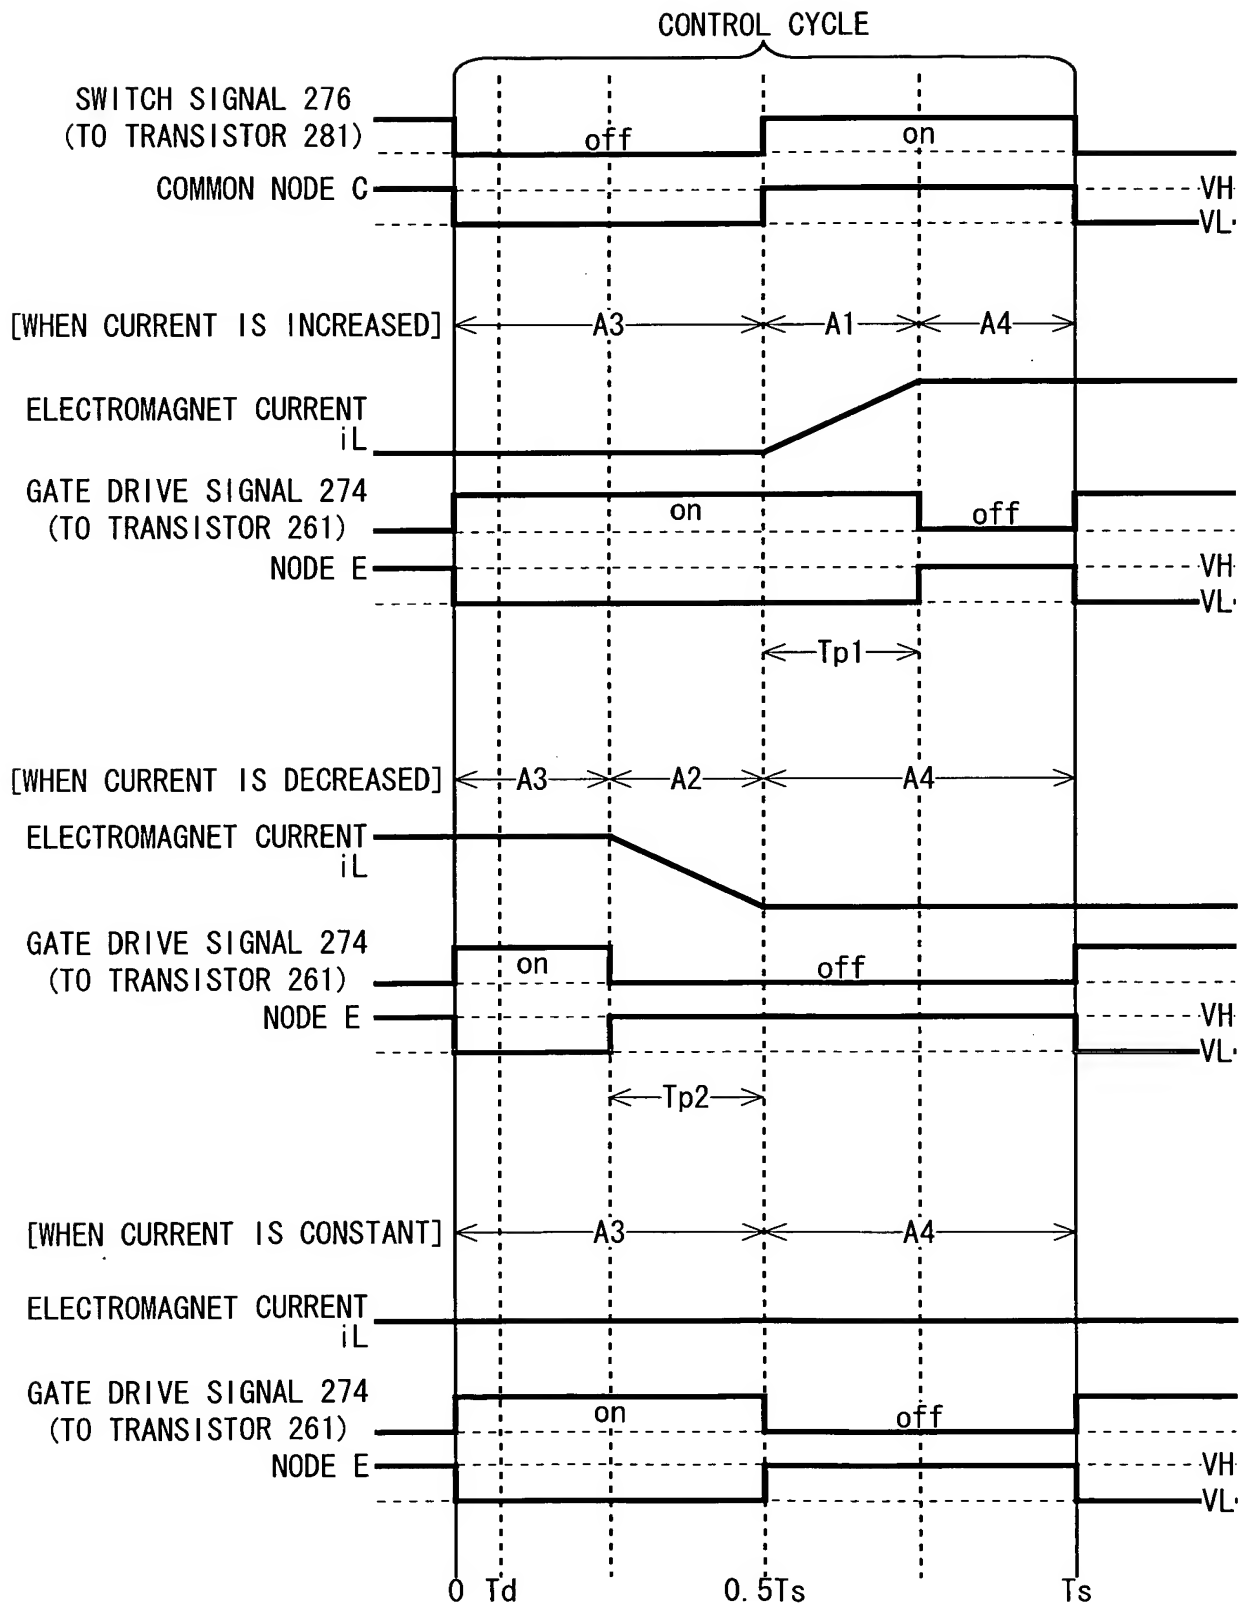 CONTROL CYCLE
SWITCH SIGNAL 276
(TO TRANSISTOR 281)
off
on
COMMON NODE C
VH
VL
[WHEN CURRENT IS INCREASED]
A3
A1
A4
ELECTROMAGNET CURRENT
iL
GATE DRIVE SIGNAL 274
(TO TRANSISTOR 261)
on
off
NODE E
VH
VL
Tp1
[WHEN CURRENT IS DECREASED]
A3
A2
A4
ELECTROMAGNET CURRENT
iL
GATE DRIVE SIGNAL 274
(TO TRANSISTOR 261)
on
off
NODE E
VH
VL
Tp2
[WHEN CURRENT IS CONSTANT]
A3
A4
ELECTROMAGNET CURRENT
iL
GATE DRIVE SIGNAL 274
(TO TRANSISTOR 261)
on
off
NODE E
VH
VL
0 Td 0.5Ts Ts